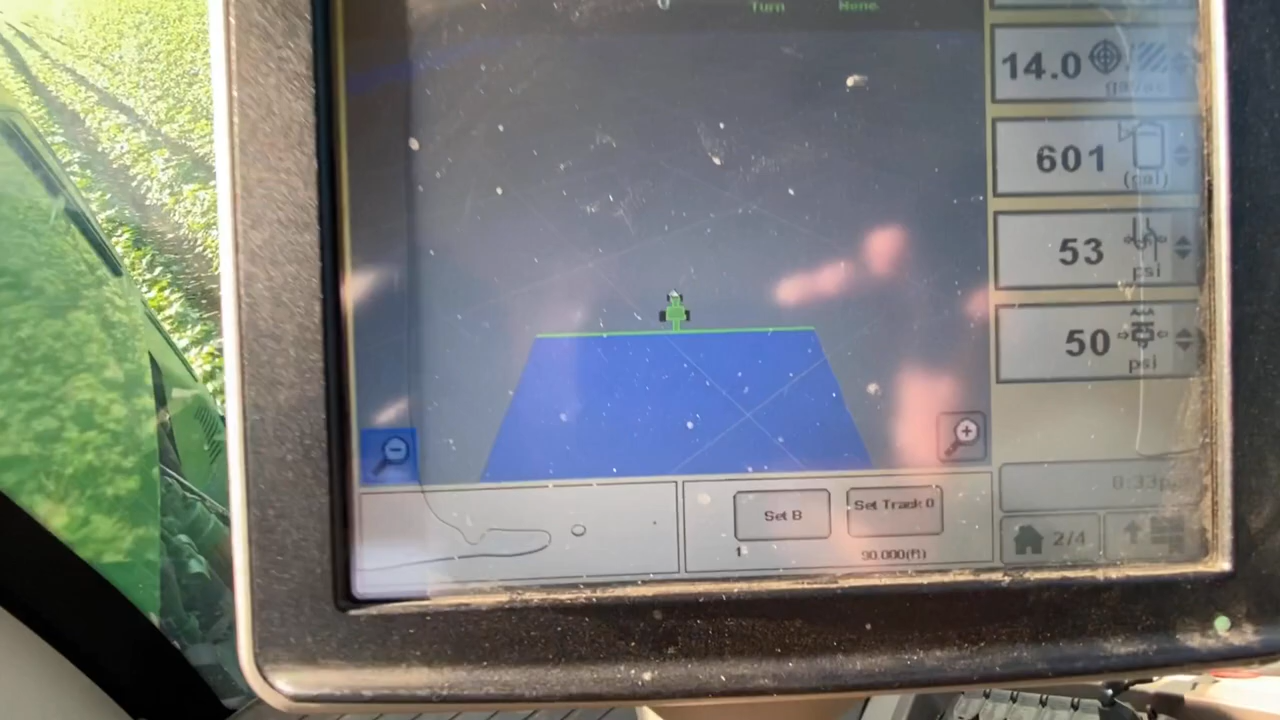 0 Turn None
14.0
gal/ac
601
(gal)
53
psi
50
psi
Set B
Set Track 0
1
90.000(ft)
2/4